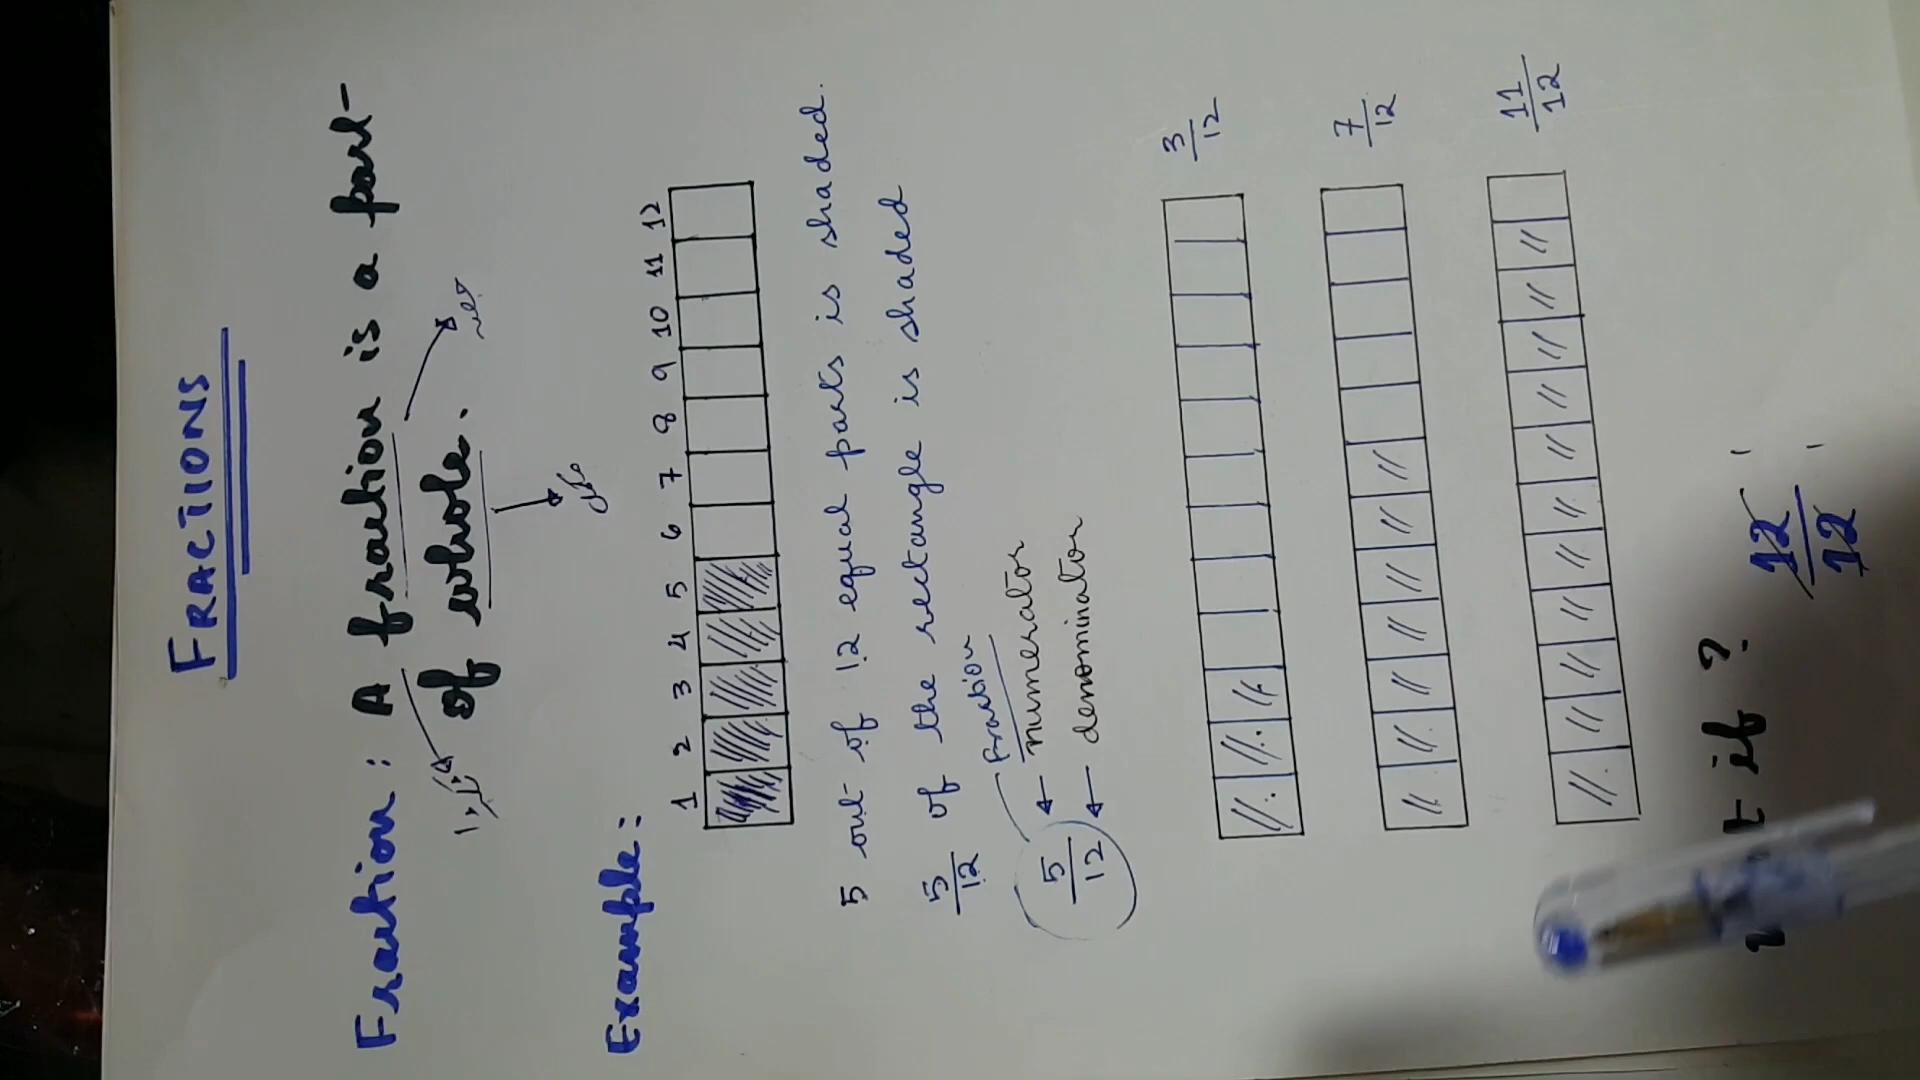 FRACTIONS
Fraction : A fraction is a part
of whole.
Example :
1 2 3 4 5 6 7 8 9 10 11 12
5 out of 12 equal parts is shaded.
5/12 of the rectangle is shaded
Fraction
5/12 ← numerator
← denominator
3/12
7/12
11/12
if ?
12/12